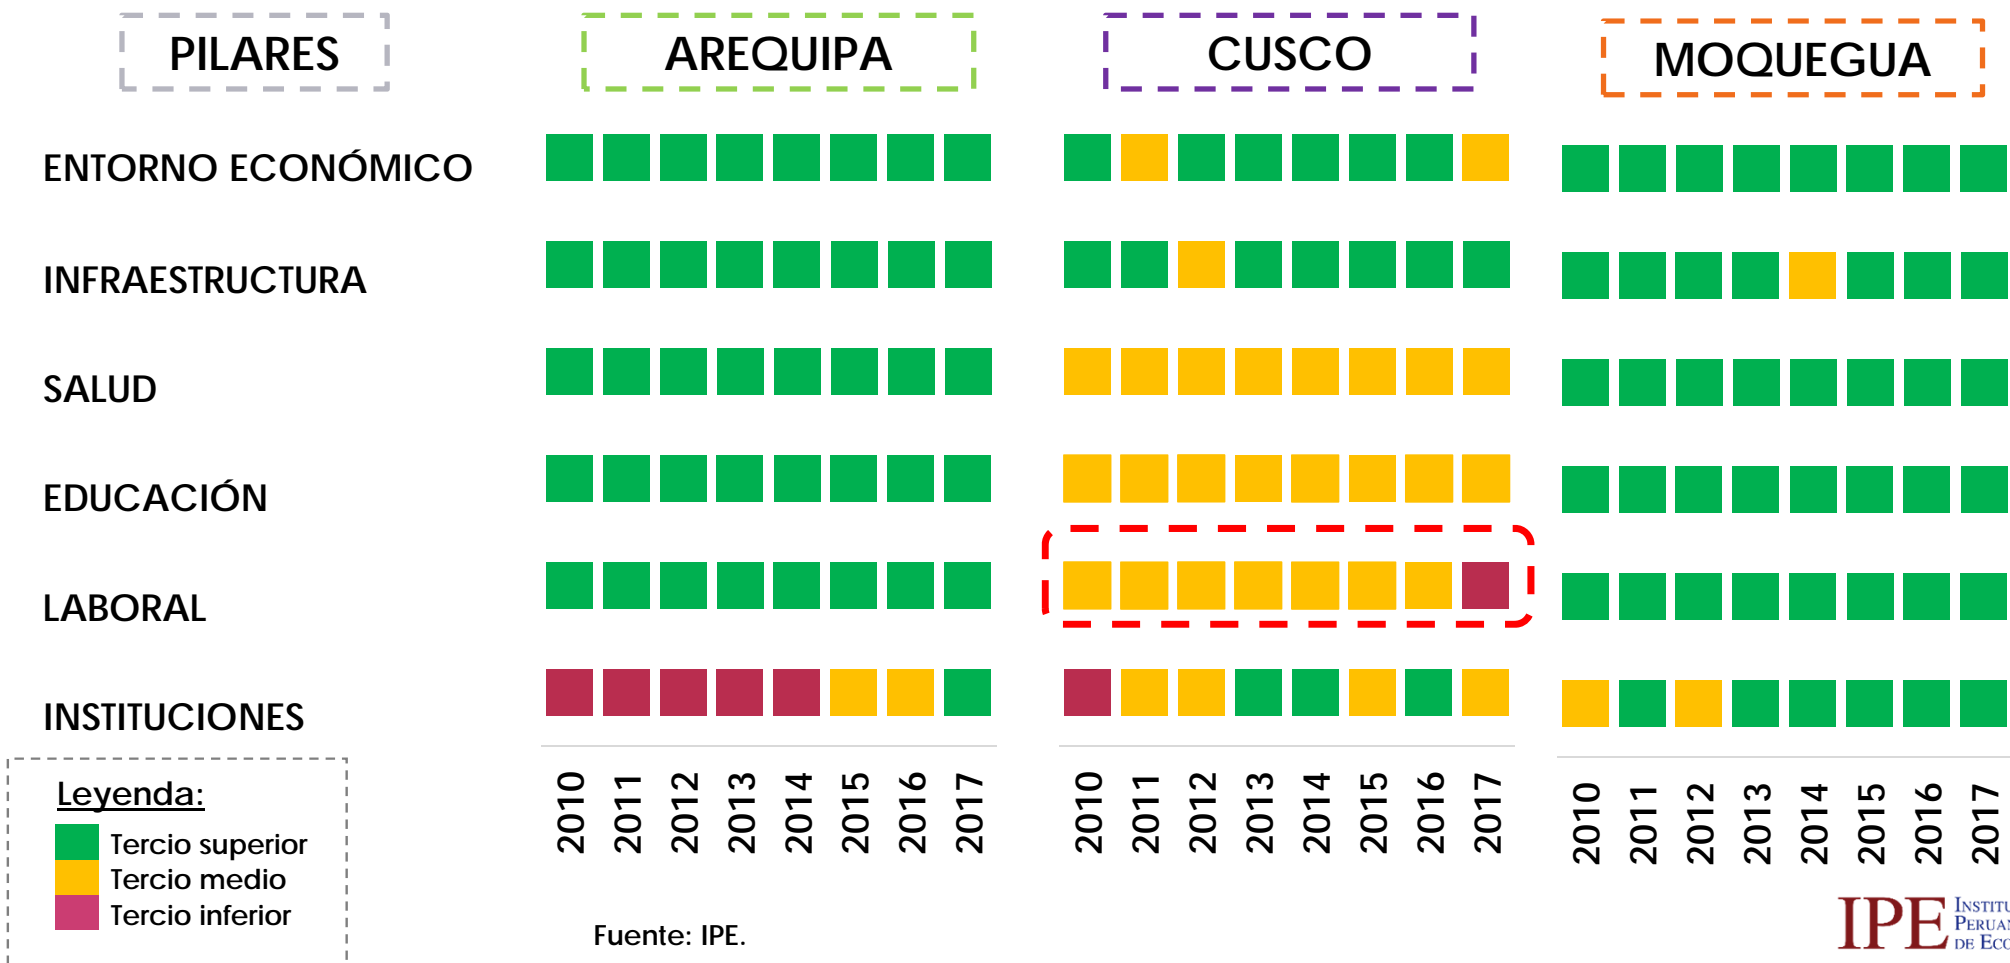 PILARES
AREQUIPA
CUSCO
MOQUEGUA
ENTORNO ECONÓMICO
INFRAESTRUCTURA
SALUD
EDUCACIÓN
LABORAL
INSTITUCIONES
2010 2011 2012 2013 2014 2015 2016 2017
2010 2011 2012 2013 2014 2015 2016 2017
2010 2011 2012 2013 2014 2015 2016 2017
Leyenda:
Tercio superior
Tercio medio
Tercio inferior
Fuente: IPE.
IPE
DE